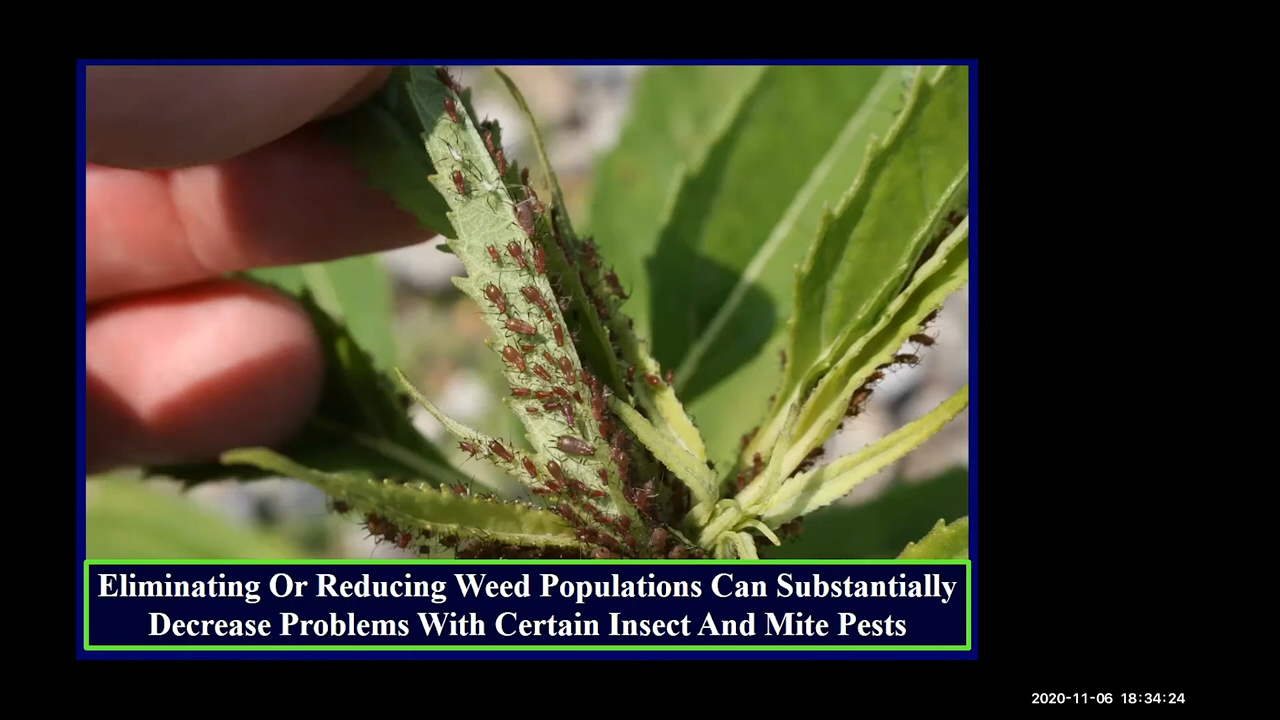 Eliminating Or Reducing Weed Populations Can Substantially
Decrease Problems With Certain Insect And Mite Pests
2020-11-06 18:34:24